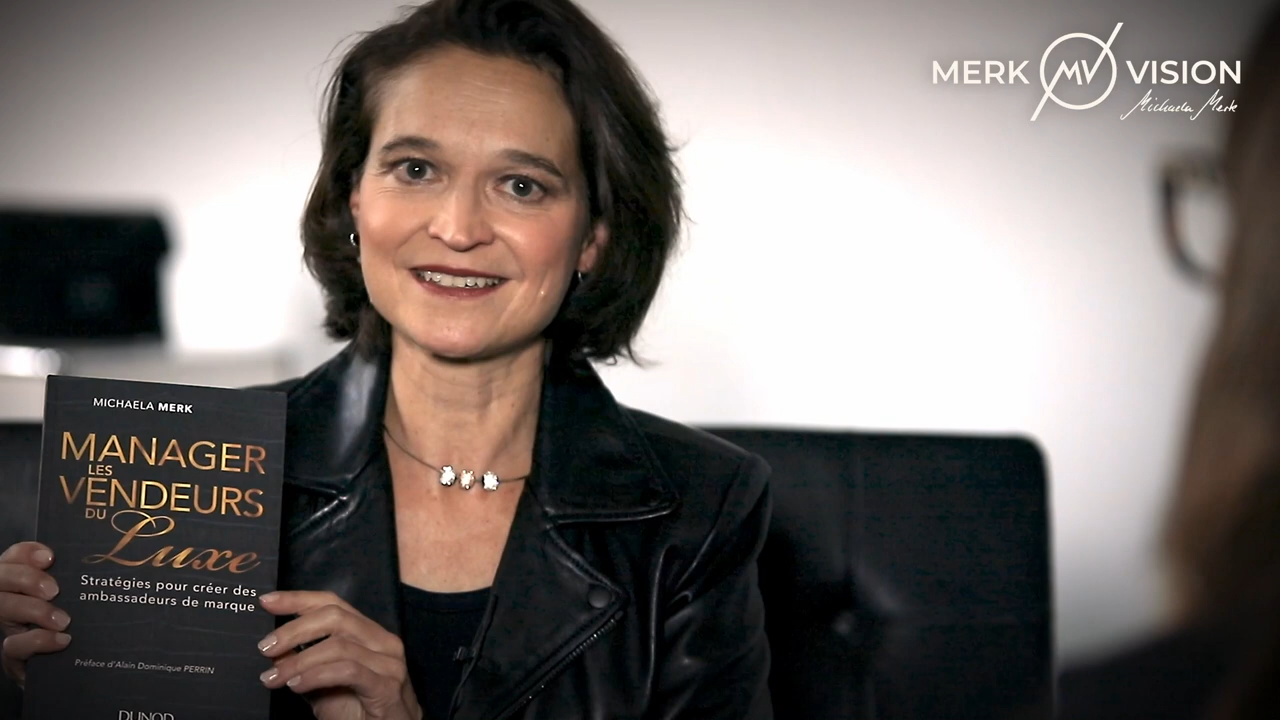 MERK MV VISION
Michaela Merk
MICHAELA MERK
MANAGER
LES
VENDEURS
DU
Luxe
Stratégies pour créer des
ambassadeurs de marque
Préface d'Alain Dominique PERRIN
DUNOD